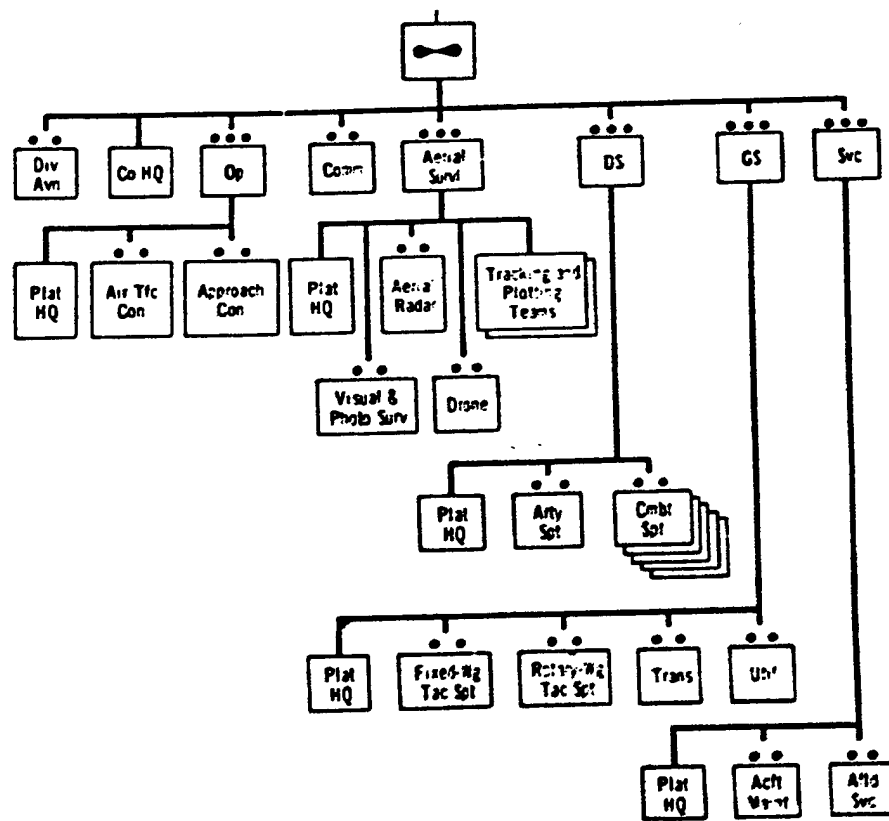 Div
Avn
Co HQ
Op
Comm
Aerial
Surv
DS
GS
Svc
Plat
HQ
Air Tfc
Con
Approach
Con
Plat
HQ
Aerial
Radar
Tracking and
Plotting
Teams
Visual &
Photo Surv
Drone
Plat
HQ
Arty
Spt
Cmbt
Spt
Plat
HQ
Fixed-Wg
Tac Spt
Rotary-Wg
Tac Spt
Trans
Util
Plat
HQ
Acft
Afld
Svc